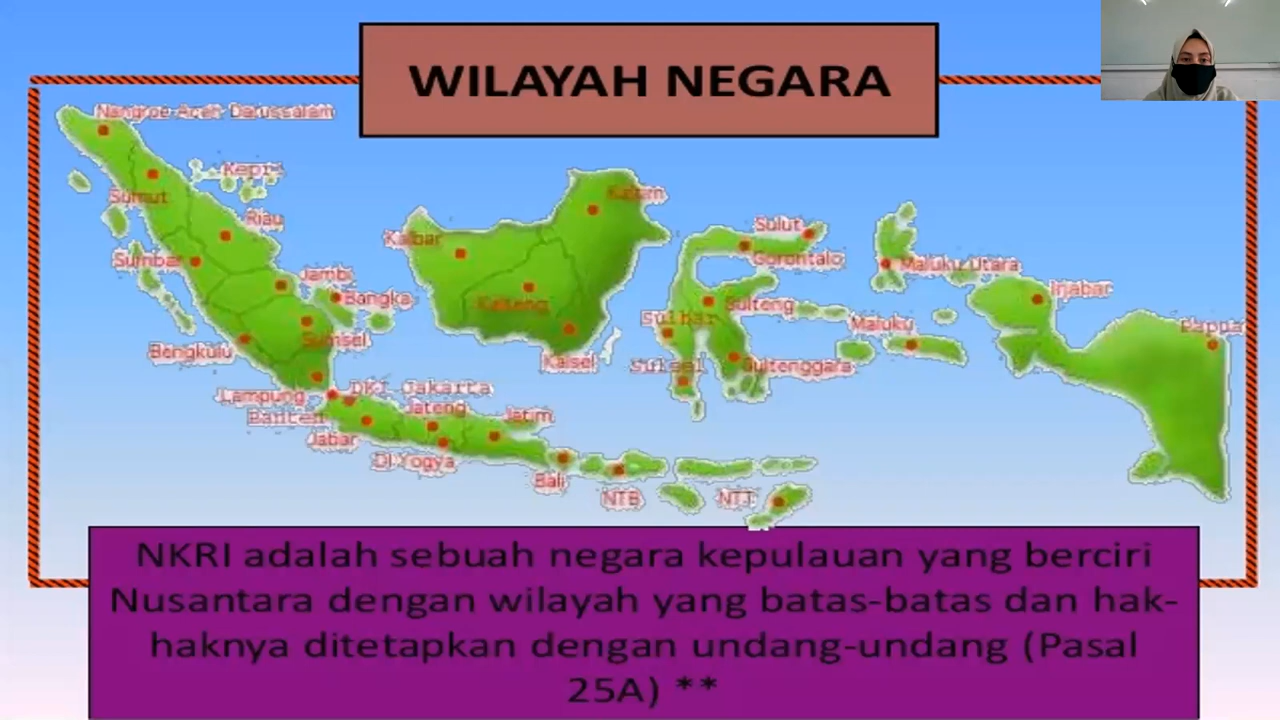 WILAYAH NEGARA
Nangroe Aceh Darussalam
Kepri
Sumut
Riau
Sumbar
Jambi
Bangka
Sumsel
Bengkulu
Lampung
DKI Jakarta
Banten
Jateng
Jatim
Jabar
DI Yogya
Bali
NTB
NTT
Kaltim
Kalbar
Kalteng
Kalsel
Sulut
Gorontalo
Sulteng
Sulbar
Sulsel
Sultenggara
Maluku Utara
Maluku
Irjabar
Pappua
NKRI adalah sebuah negara kepulauan yang berciri
Nusantara dengan wilayah yang batas-batas dan hak-
haknya ditetapkan dengan undang-undang (Pasal
25A) **